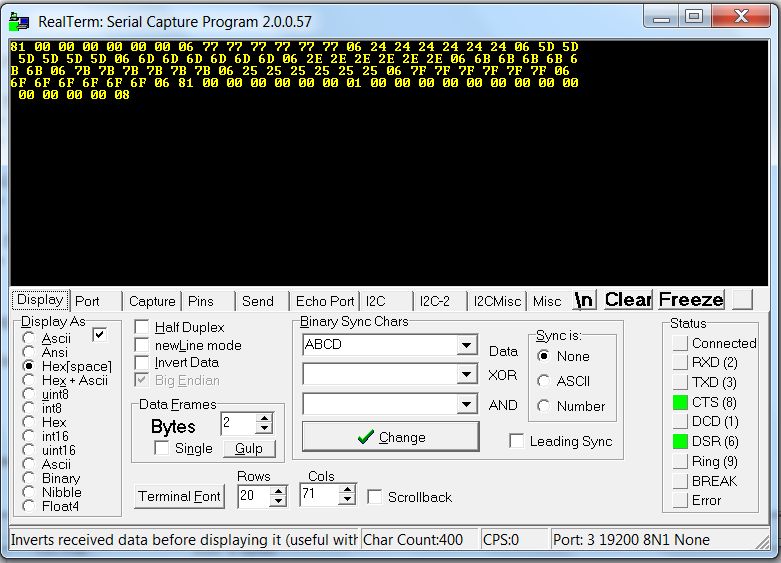 RealTerm: Serial Capture Program 2.0.0.57
81 00 00 00 00 00 00 06 77 77 77 77 77 77 06 24 24 24 24 24 24 06 5D 5D
5D 5D 5D 5D 06 6D 6D 6D 6D 6D 6D 06 2E 2E 2E 2E 2E 2E 06 6B 6B 6B 6B 6
B 6B 06 7B 7B 7B 7B 7B 7B 06 25 25 25 25 25 25 06 7F 7F 7F 7F 7F 7F 06
6F 6F 6F 6F 6F 6F 06 81 00 00 00 00 00 00 01 00 00 00 00 00 00 00 00 00
00 00 00 00 08
Display Port Capture Pins Send Echo Port I2C I2C-2 I2CMisc Misc \n Clear Freeze
Display As
Ascii
Ansi
Hex[space]
Hex + Ascii
uint8
int8
Hex
int16
uint16
Ascii
Binary
Nibble
Float4
Half Duplex
newLine mode
Invert Data
Big Endian
Data Frames
Bytes 2
Single Gulp
Binary Sync Chars
ABCD Data
XOR
AND
Change
Sync is:
None
ASCII
Number
Leading Sync
Terminal Font
Rows
20
Cols
71
Scrollback
Status
Connected
RXD (2)
TXD (3)
CTS (8)
DCD (1)
DSR (6)
Ring (9)
BREAK
Error
Inverts received data before displaying it (useful with Char Count:400 CPS:0 Port: 3 19200 8N1 None